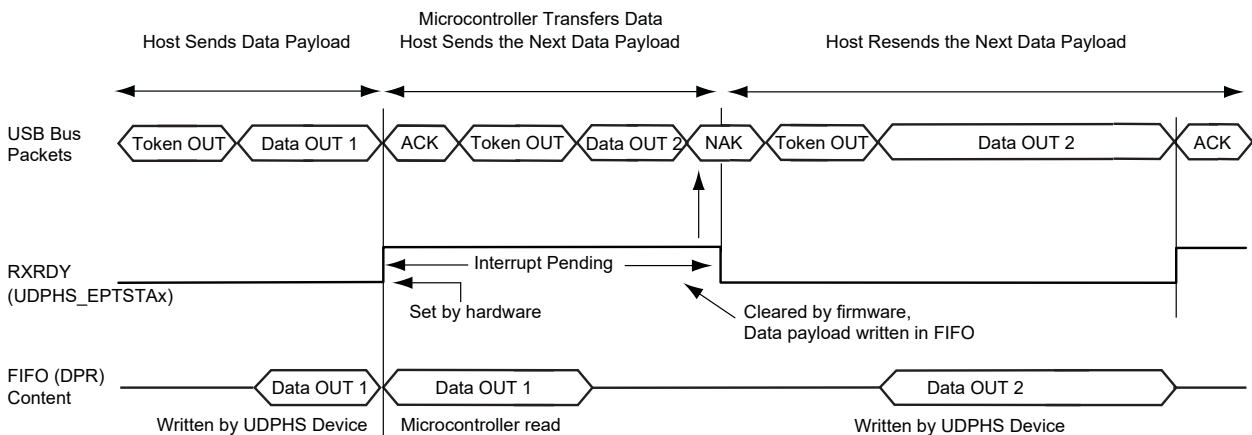 Host Sends Data Payload
Microcontroller Transfers Data
Host Sends the Next Data Payload
Host Resends the Next Data Payload
USB Bus
Packets
Token OUT
Data OUT 1
ACK
Token OUT
Data OUT 2
NAK
Token OUT
Data OUT 2
ACK
RXRDY
(UDPHS_EPTSTAx)
Interrupt Pending
Set by hardware
Cleared by firmware,
Data payload written in FIFO
FIFO (DPR)
Content
Data OUT 1
Data OUT 1
Data OUT 2
Written by UDPHS Device
Microcontroller read
Written by UDPHS Device